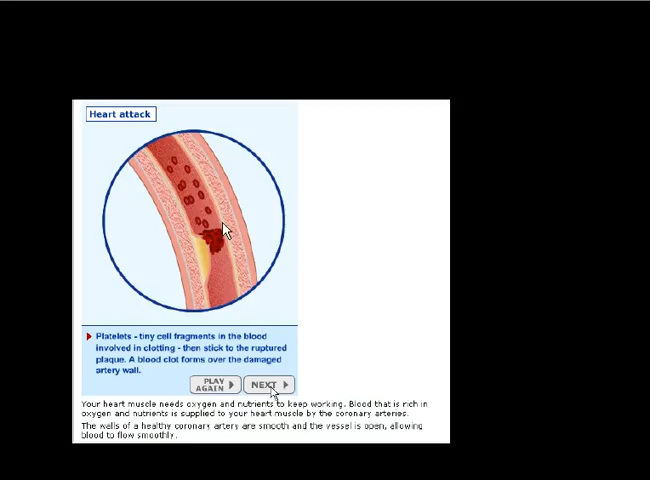 Heart attack
Platelets - tiny cell fragments in the blood
involved in clotting - then stick to the ruptured
plaque. A blood clot forms over the damaged
artery wall.
PLAY
AGAIN
NEXT
Your heart muscle needs oxygen and nutrients to keep working. Blood that is rich in
oxygen and nutrients is supplied to your heart muscle by the coronary arteries.
The walls of a healthy coronary artery are smooth and the vessel is open, allowing
blood to flow smoothly.